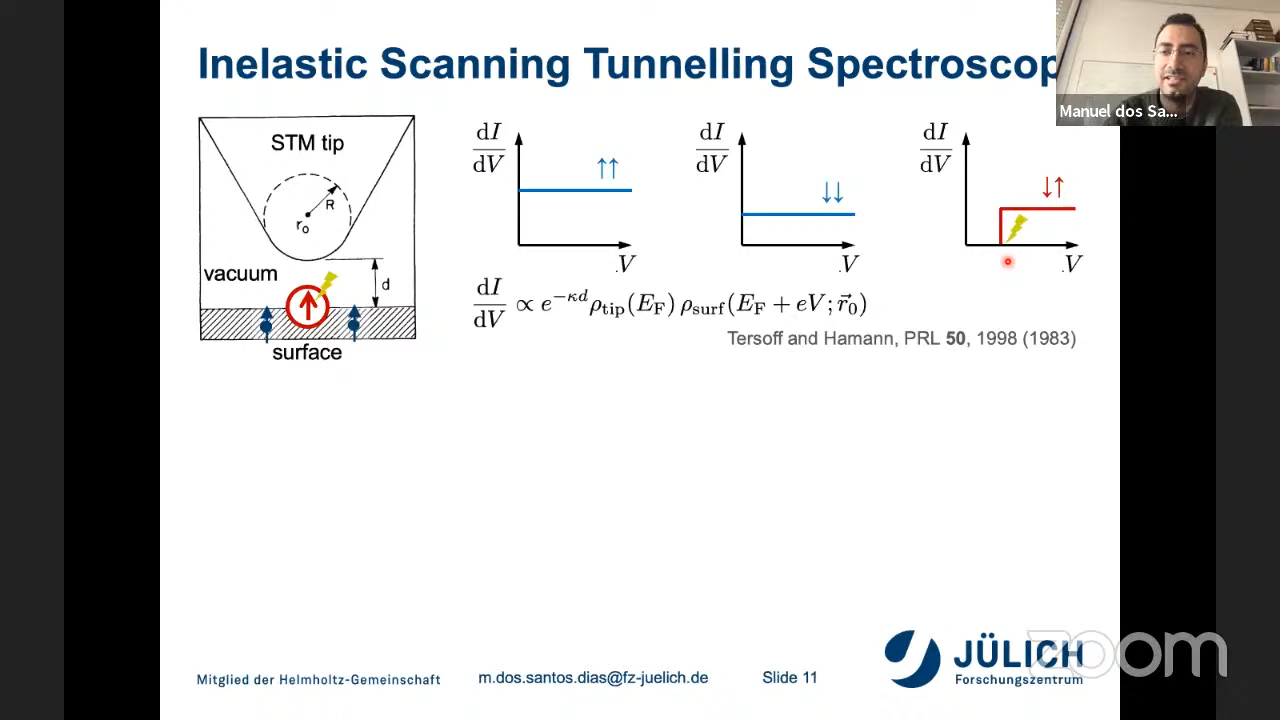 Inelastic Scanning Tunnelling Spectroscop
Manuel dos Sa...
STM tip
R
r₀
vacuum
d
surface
dI/dV
↑↑
V
dI/dV
↓↓
V
dI/dV
↓↑
V
dI/dV ∝ e^{−κd} ρ_tip(E_F) ρ_surf(E_F + eV; r⃗₀)
Tersoff and Hamann, PRL 50, 1998 (1983)
Mitglied der Helmholtz-Gemeinschaft
m.dos.santos.dias@fz-juelich.de
Slide 11
JÜLICH
Forschungszentrum
zoom